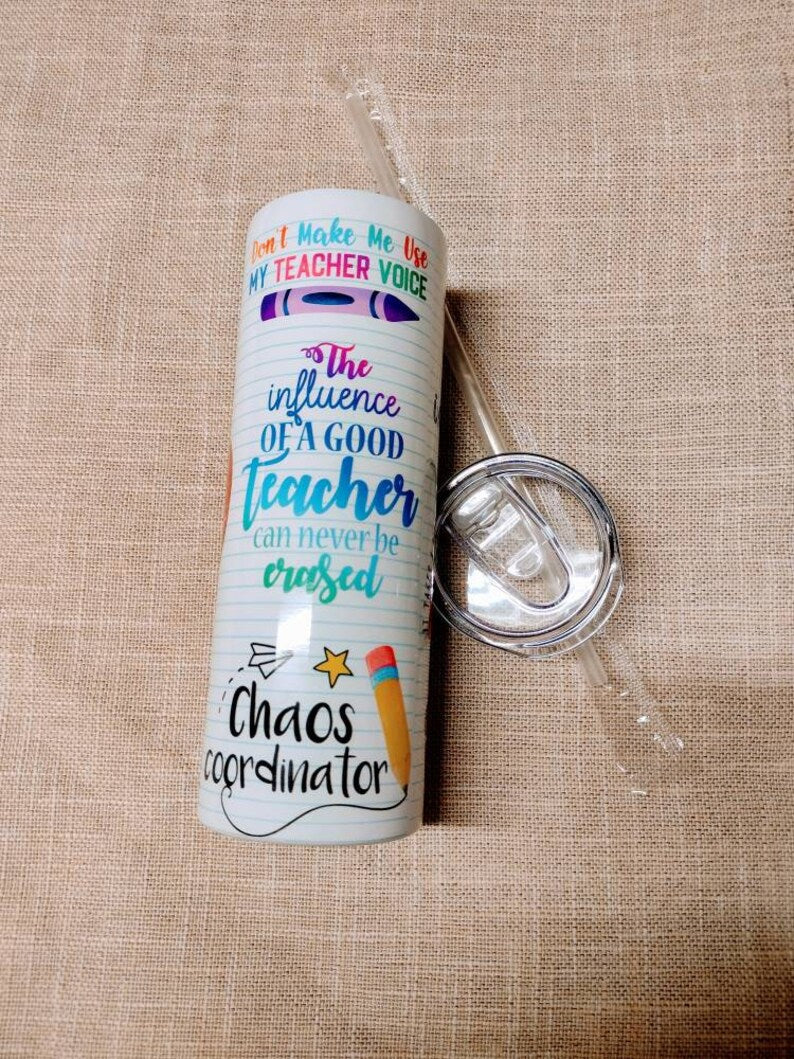 Don't Make Me Use
MY TEACHER VOICE
The
influence
OF A GOOD
Teacher
can never be
erased
Chaos
coordinator